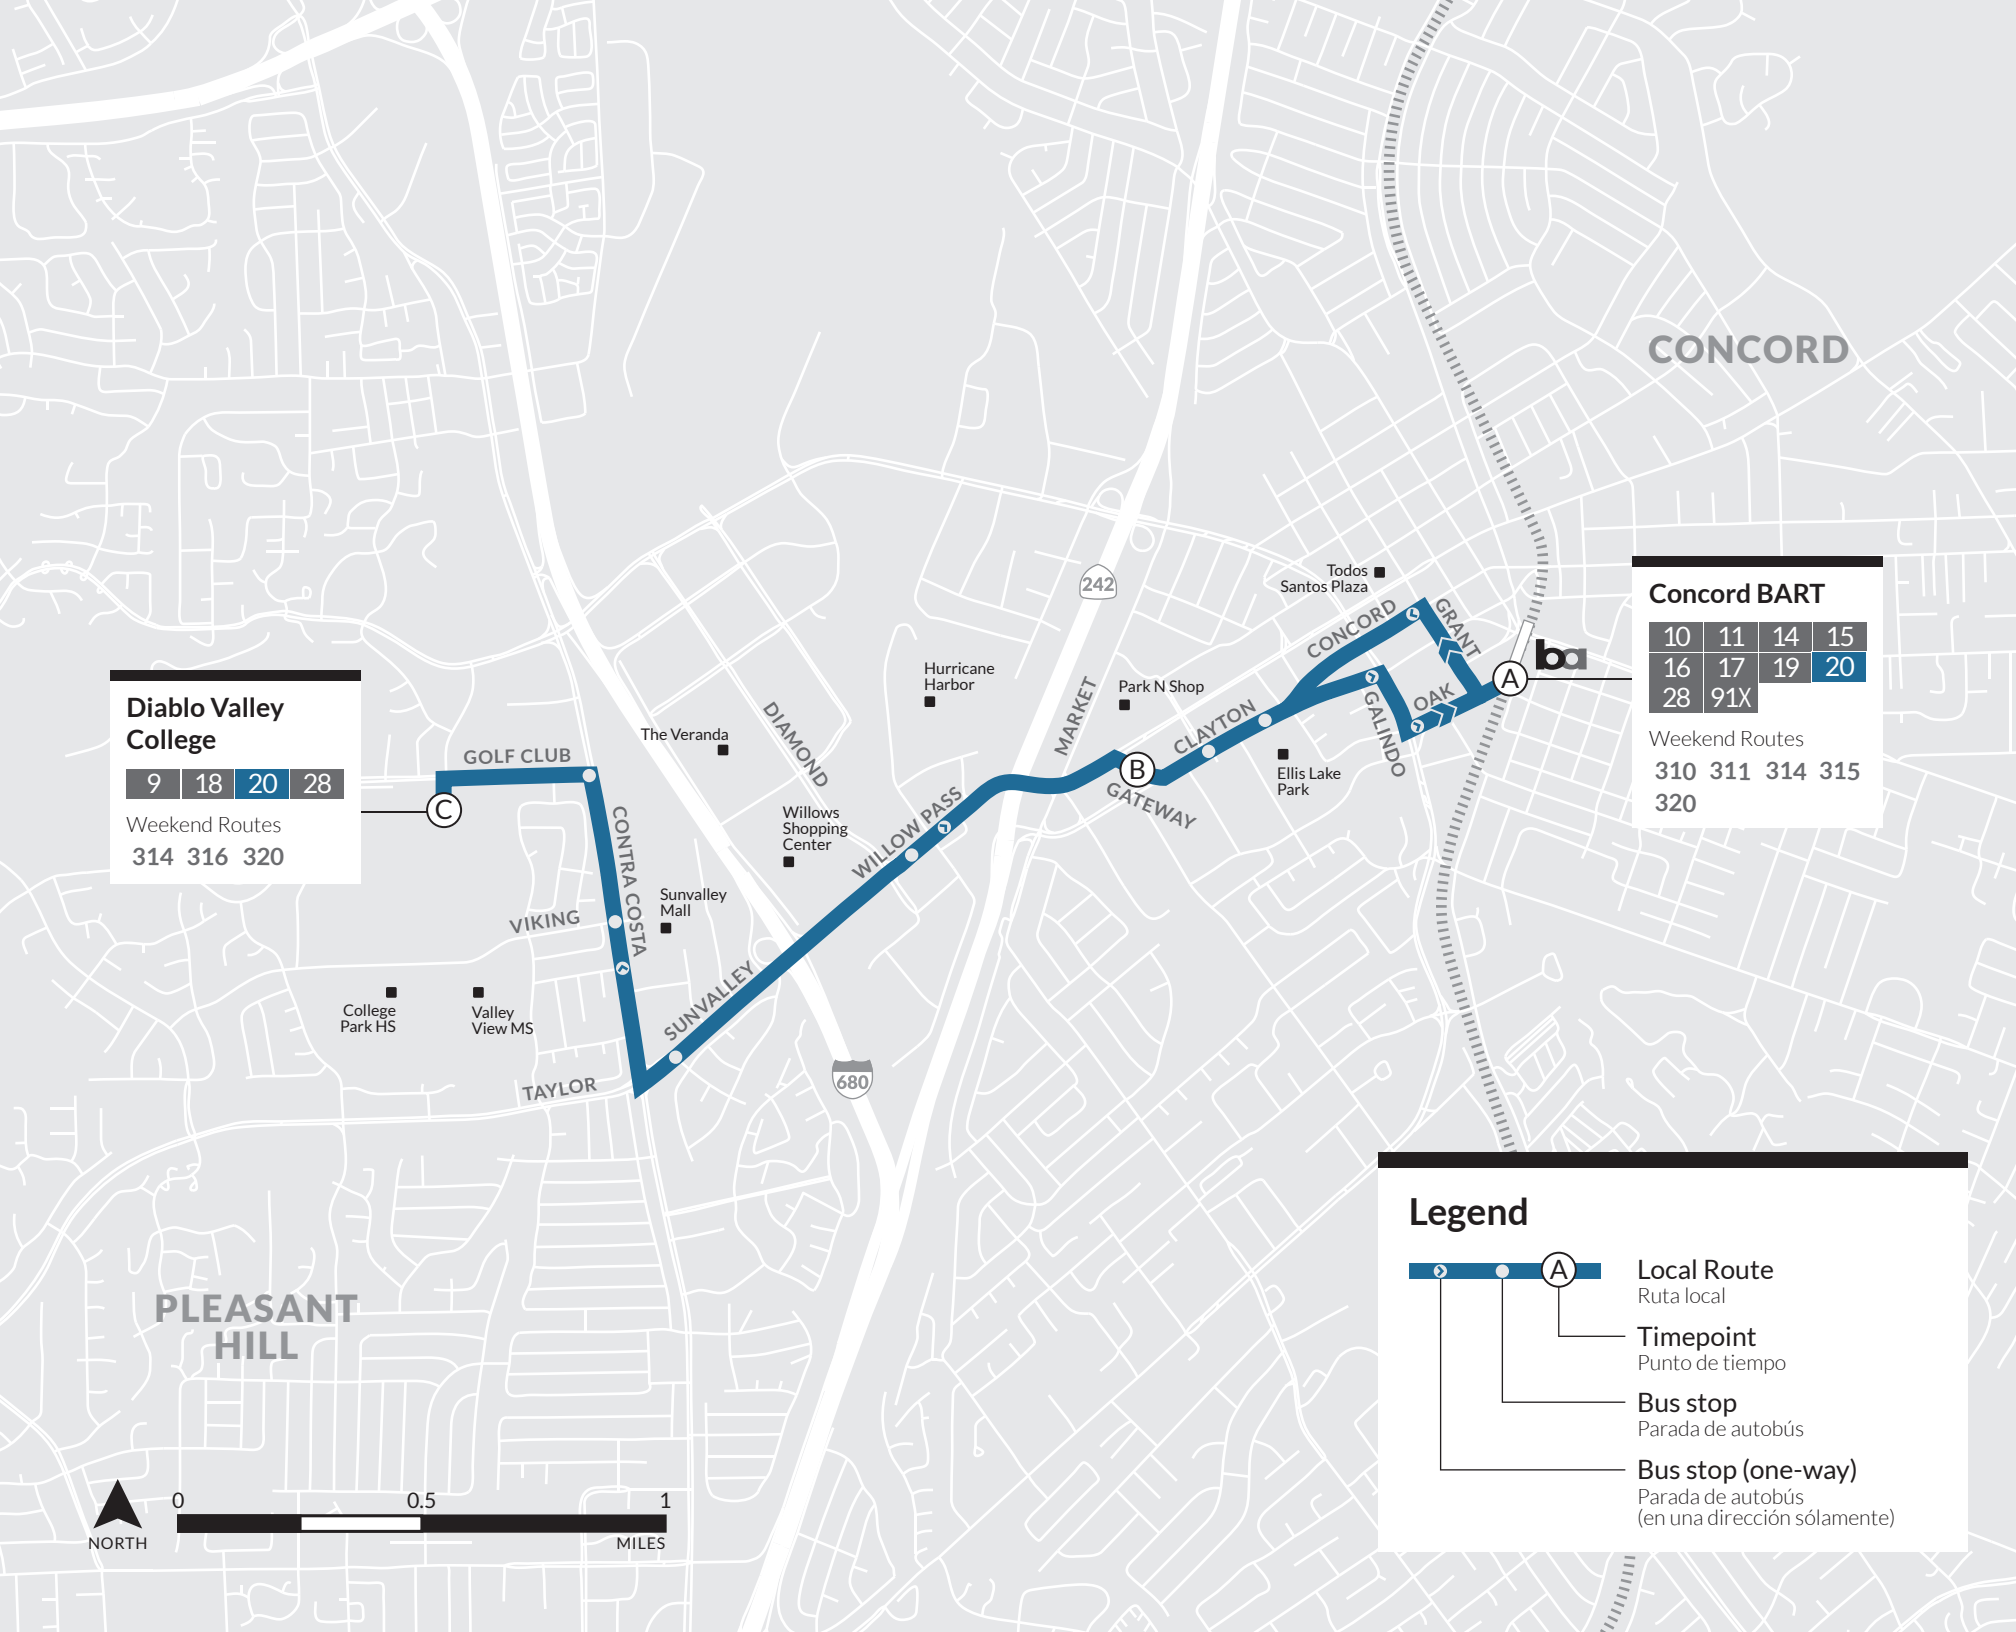 CONCORD
Todos
Santos Plaza
242
CONCORD
GRANT
Concord BART
10 11 14 15
16 17 19 20
28 91X
Weekend Routes
310 311 314 315
320
ba
A
OAK
GALINDO
Hurricane
Harbor
MARKET
Park N Shop
CLAYTON
B
GATEWAY
Ellis Lake
Park
Diablo Valley
College
9 18 20 28
Weekend Routes
314 316 320
C
GOLF CLUB
The Veranda
DIAMOND
Willows
Shopping
Center
WILLOW PASS
CONTRA COSTA
Sunvalley
Mall
VIKING
SUNVALLEY
College
Park HS
Valley
View MS
TAYLOR
680
PLEASANT
HILL
Legend
A
Local Route
Ruta local
Timepoint
Punto de tiempo
Bus stop
Parada de autobús
Bus stop (one-way)
Parada de autobús
(en una dirección sólamente)
NORTH
0 0.5 1
MILES